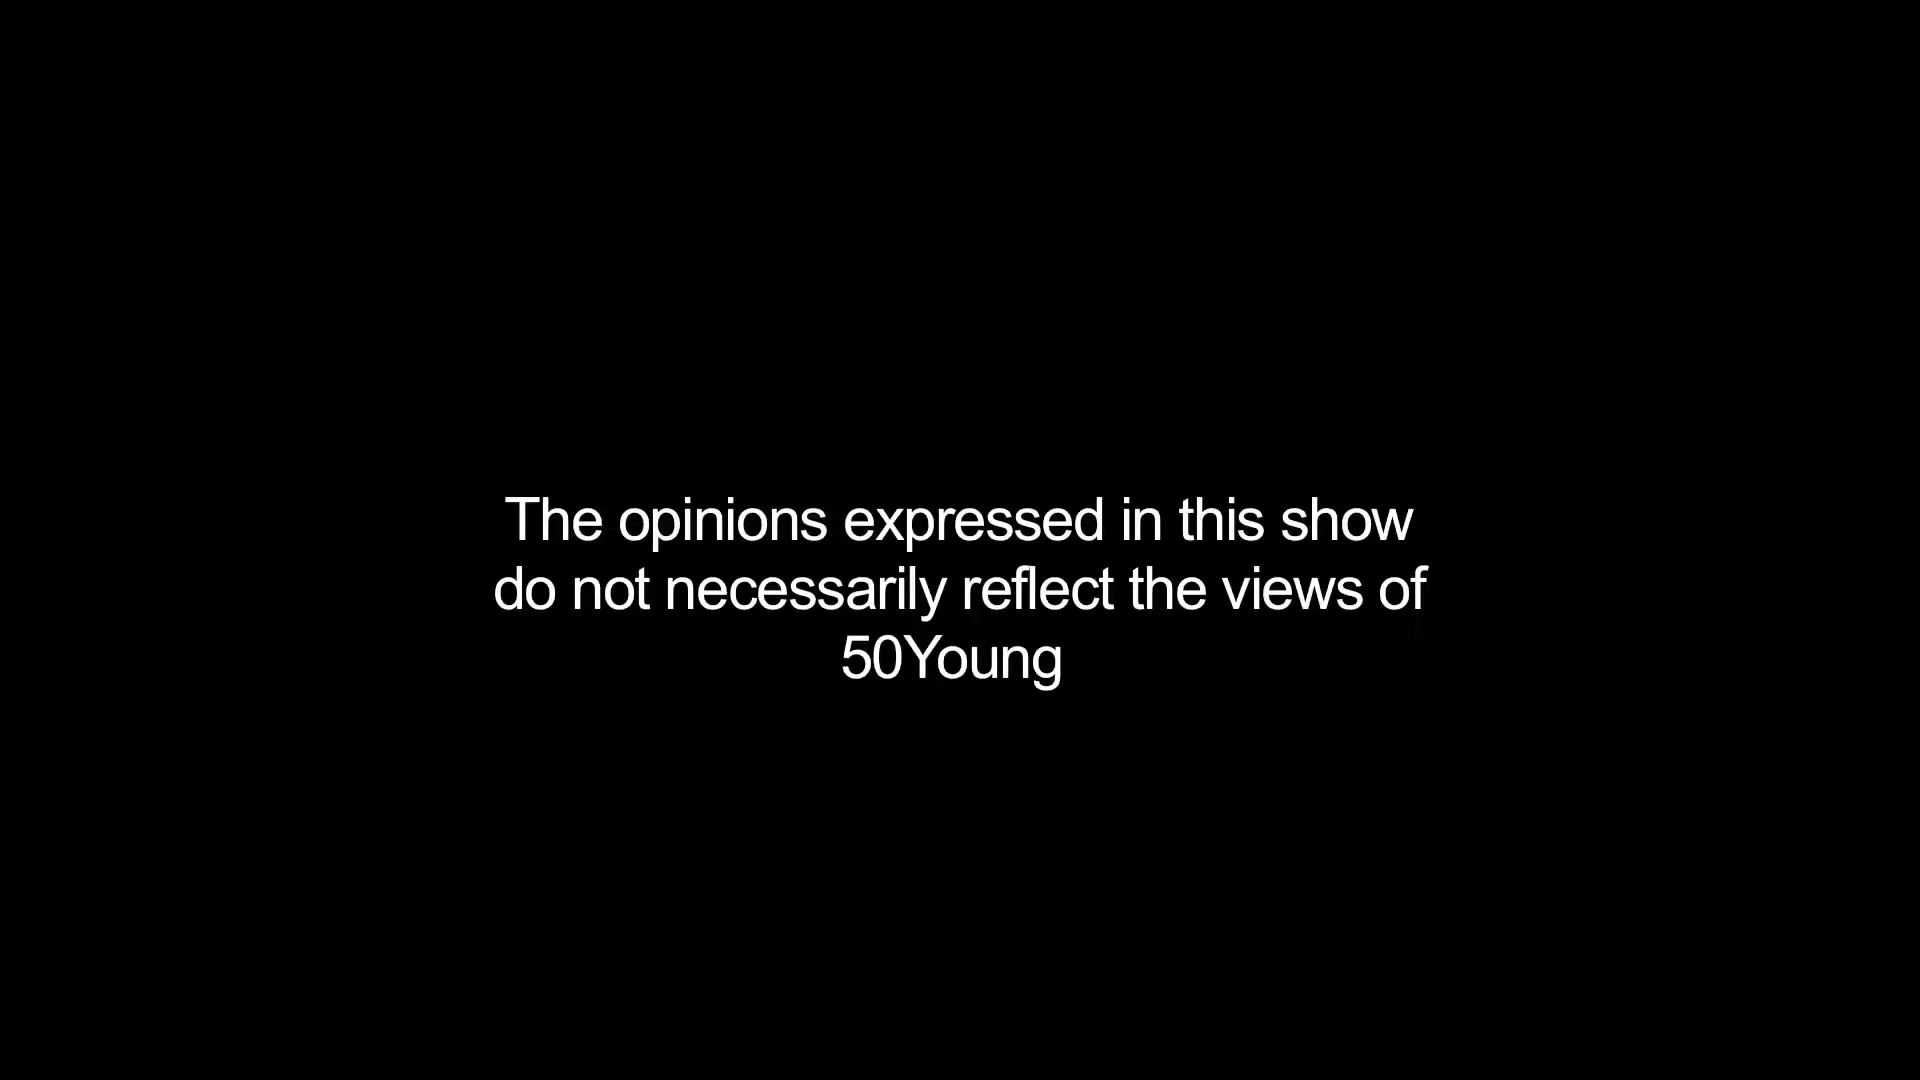 The opinions expressed in this show
do not necessarily reflect the views of
50Young